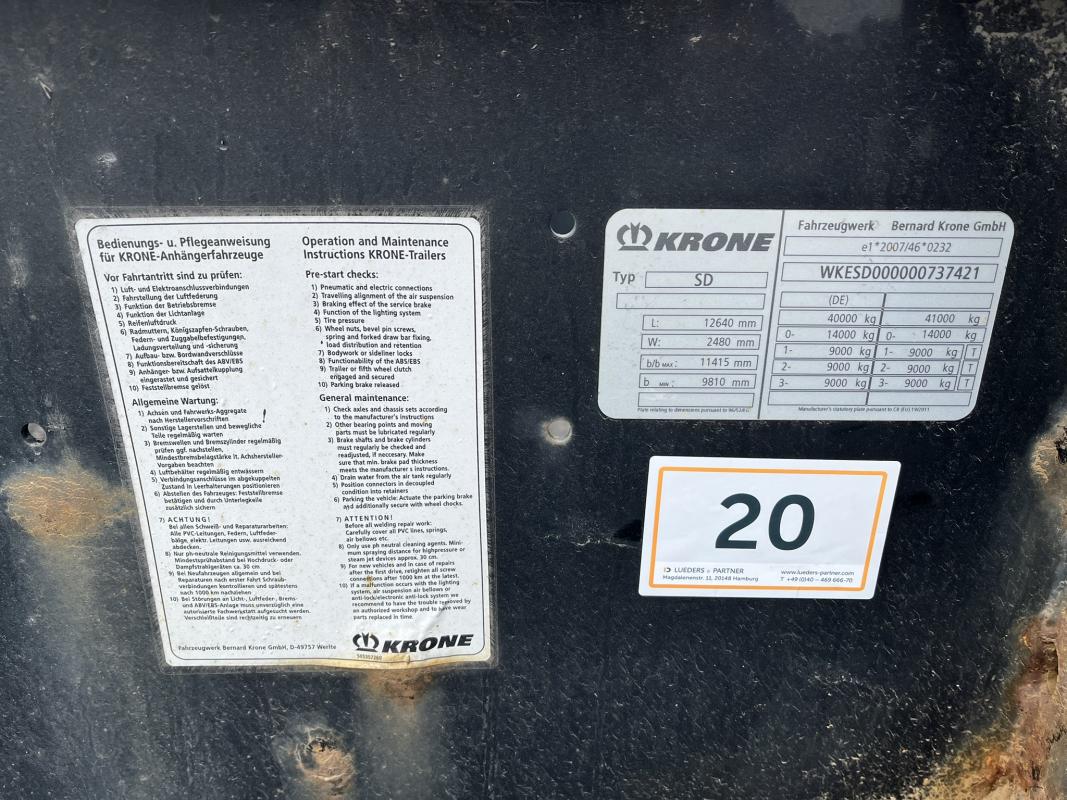 Bedienungs- u. Pflegeanweisung
für KRONE-Anhängerfahrzeuge
Vor Fahrtantritt sind zu prüfen:
1) Luft- und Elektroanschlussverbindungen
2) Fahrstellung der Luftfederung
3) Funktion der Betriebsbremse
4) Funktion der Lichtanlage
5) Reifenluftdruck
6) Radmuttern, Königszapfen-Schrauben,
Federn- und Zuggabelbefestigungen,
Ladungsverteilung und -sicherung
7) Aufbau- bzw. Bordwandverschlüsse
8) Funktionsbereitschaft des ABV/EBS
9) Anhänger- bzw. Aufsattelkupplung
eingerastet und gesichert
10) Feststellbremse gelöst
Allgemeine Wartung:
1) Achsen und Fahrwerks-Aggregate
nach Herstellervorschriften
2) Sonstige Lagerstellen und bewegliche
Teile regelmäßig warten
3) Bremswellen und Bremszylinder regelmäßig
prüfen ggf. nachstellen,
Mindestbremsbelagstärke lt. Achshersteller-
Vorgaben beachten
4) Luftbehälter regelmäßig entwässern
5) Verbindungsanschlüsse im abgekuppelten
Zustand in Leerhalterungen positionieren
6) Abstellen des Fahrzeuges: Feststellbremse
betätigen und durch Unterlegkeile
zusätzlich sichern
7) ACHTUNG!
Bei allen Schweiß- und Reparaturarbeiten:
Alle PVC-Leitungen, Federn, Luftfeder-
bälge, elektr. Leitungen usw. ausreichend
abdecken.
8) Nur ph-neutrale Reinigungsmittel verwenden.
Mindestsprühabstand bei Hochdruck- oder
Dampfstrahlgeräten ca. 30 cm
9) Bei Neufahrzeugen allgemein und bei
Reparaturen nach erster Fahrt Schraub-
verbindungen kontrollieren und spätestens
nach 1000 km nachziehen
10) Bei Störungen an Licht-, Luftfeder-, Brems-
und ABV/EBS-Anlage muss unverzüglich eine
autorisierte Fachwerkstatt aufgesucht werden.
Verschleißteile sind rechtzeitig zu erneuern
Fahrzeugwerk Bernard Krone GmbH, D-49757 Werlte
Operation and Maintenance
Instructions KRONE-Trailers
Pre-start checks:
1) Pneumatic and electric connections
2) Travelling alignment of the air suspension
3) Braking effect of the service brake
4) Function of the lighting system
5) Tire pressure
6) Wheel nuts, bevel pin screws,
spring and forked draw bar fixing,
load distribution and retention
7) Bodywork or sideliner locks
8) Functionability of the ABS/EBS
9) Trailer or fifth wheel clutch
engaged and secured
10) Parking brake released
General maintenance:
1) Check axles and chassis sets according
to the manufacturer's instructions
2) Other bearing points and moving
parts must be lubricated regularly
3) Brake shafts and brake cylinders
must regularly be checked and
readjusted, if neccesary. Make
sure that min. brake pad thickness
meets the manufacturer s instructions.
4) Drain water from the air tank regularly
5) Position connectors in decoupled
condition into retainers
6) Parking the vehicle: Actuate the parking brake
and additionally secure with wheel chocks.
7) ATTENTION!
Before all welding repair work:
Carefully cover all PVC lines, springs,
air bellows etc.
8) Only use ph neutral cleaning agents. Mini-
mum spraying distance for highpressure or
steam jet devices approx. 30 cm.
9) For new vehicles and in case of repairs
after the first drive, retighten all screw
connections after 1000 km at the latest.
10) If a malfunction occurs with the lighting
system, air suspension air bellows or
anti-lock/electronic anti-lock system we
recommend to have the trouble removed by
an authorized workshop and to have wear
parts replaced in time.
KRONE
KRONE
Fahrzeugwerk Bernard Krone GmbH
e1*2007/46*0232
WKESD000000737421
Typ SD
L: 12640 mm
W: 2480 mm
b/b MAX: 11415 mm
b MIN: 9810 mm
Plate relating to dimensions pursuant to 96/53/EG
(DE)
40000 kg 41000 kg
0- 14000 kg 0- 14000 kg
1- 9000 kg 1- 9000 kg T
2- 9000 kg 2- 9000 kg T
3- 9000 kg 3- 9000 kg T
Manufacturer's statutory plate pursuant to CR (EU) 19/2011
20
LUEDERS & PARTNER
Magdalenenstr. 11, 20148 Hamburg
www.lueders-partner.com
T +49 (0)40 – 469 666-70